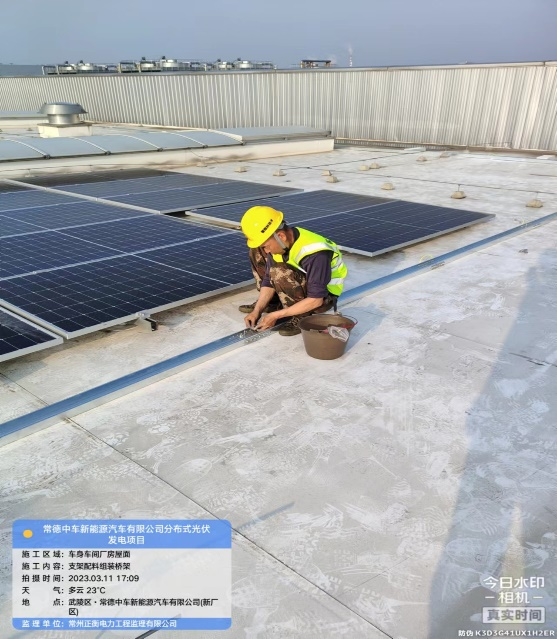 常德中车新能源汽车有限公司分布式光伏
发电项目
施工区域：车身车间厂房屋面
施工内容：支架配料组装桥架
拍摄时间：2023.03.11 17:09
天 气：多云 23℃
地 点：武陵区·常德中车新能源汽车有限公司(新厂
区)
监理单位：常州正衡电力工程监理有限公司
今日水印
相机
真实时间
防伪 K5D3G41UX1H2ER